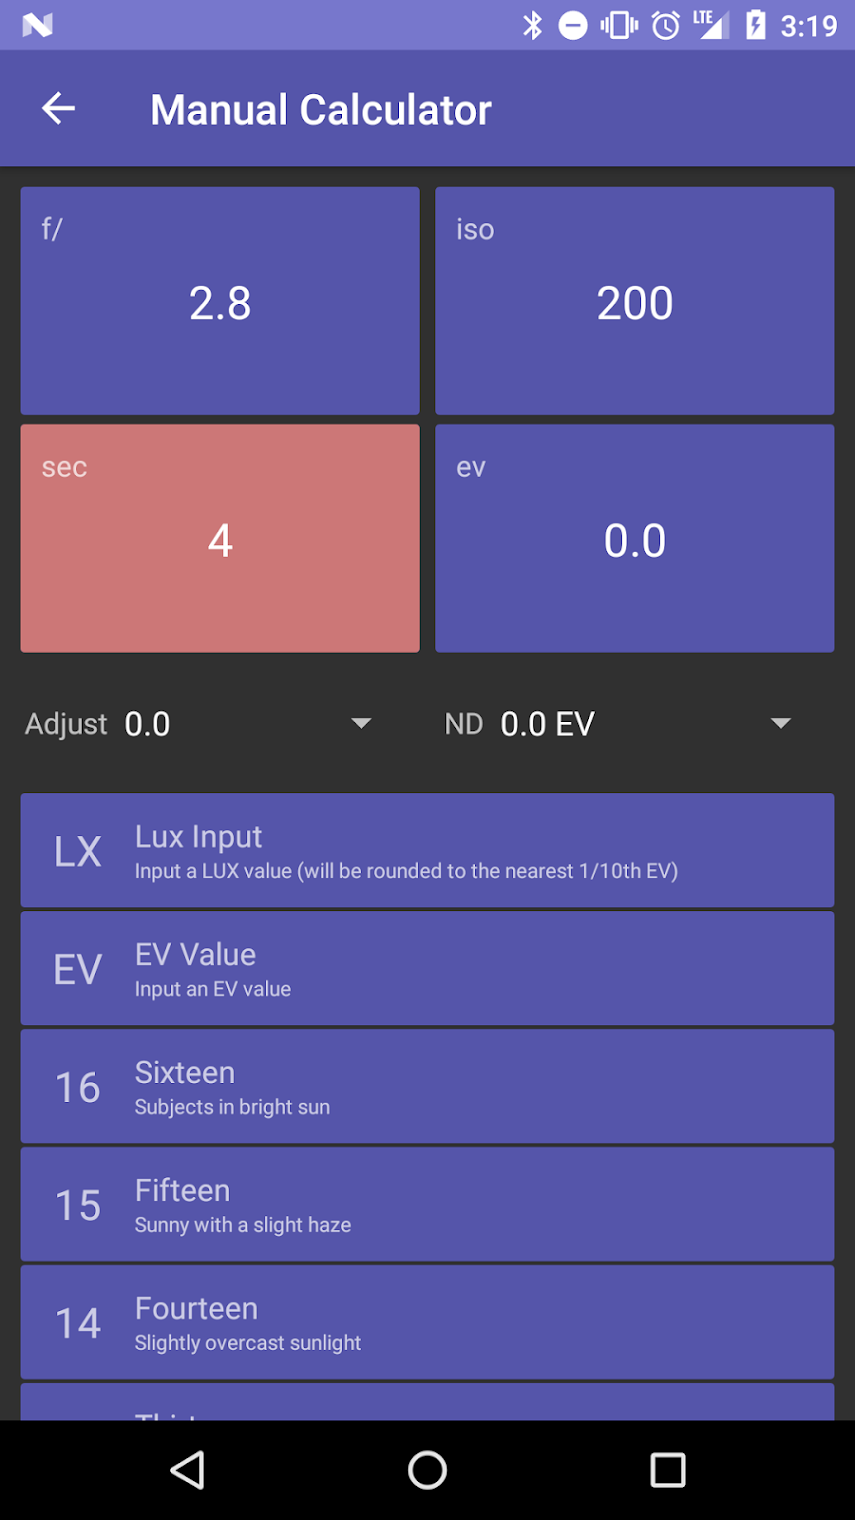 LTE 3:19
Manual Calculator
f/
2.8
iso
200
sec
4
ev
0.0
Adjust 0.0
ND 0.0 EV
LX
Lux Input
Input a LUX value (will be rounded to the nearest 1/10th EV)
EV
EV Value
Input an EV value
16
Sixteen
Subjects in bright sun
15
Fifteen
Sunny with a slight haze
14
Fourteen
Slightly overcast sunlight